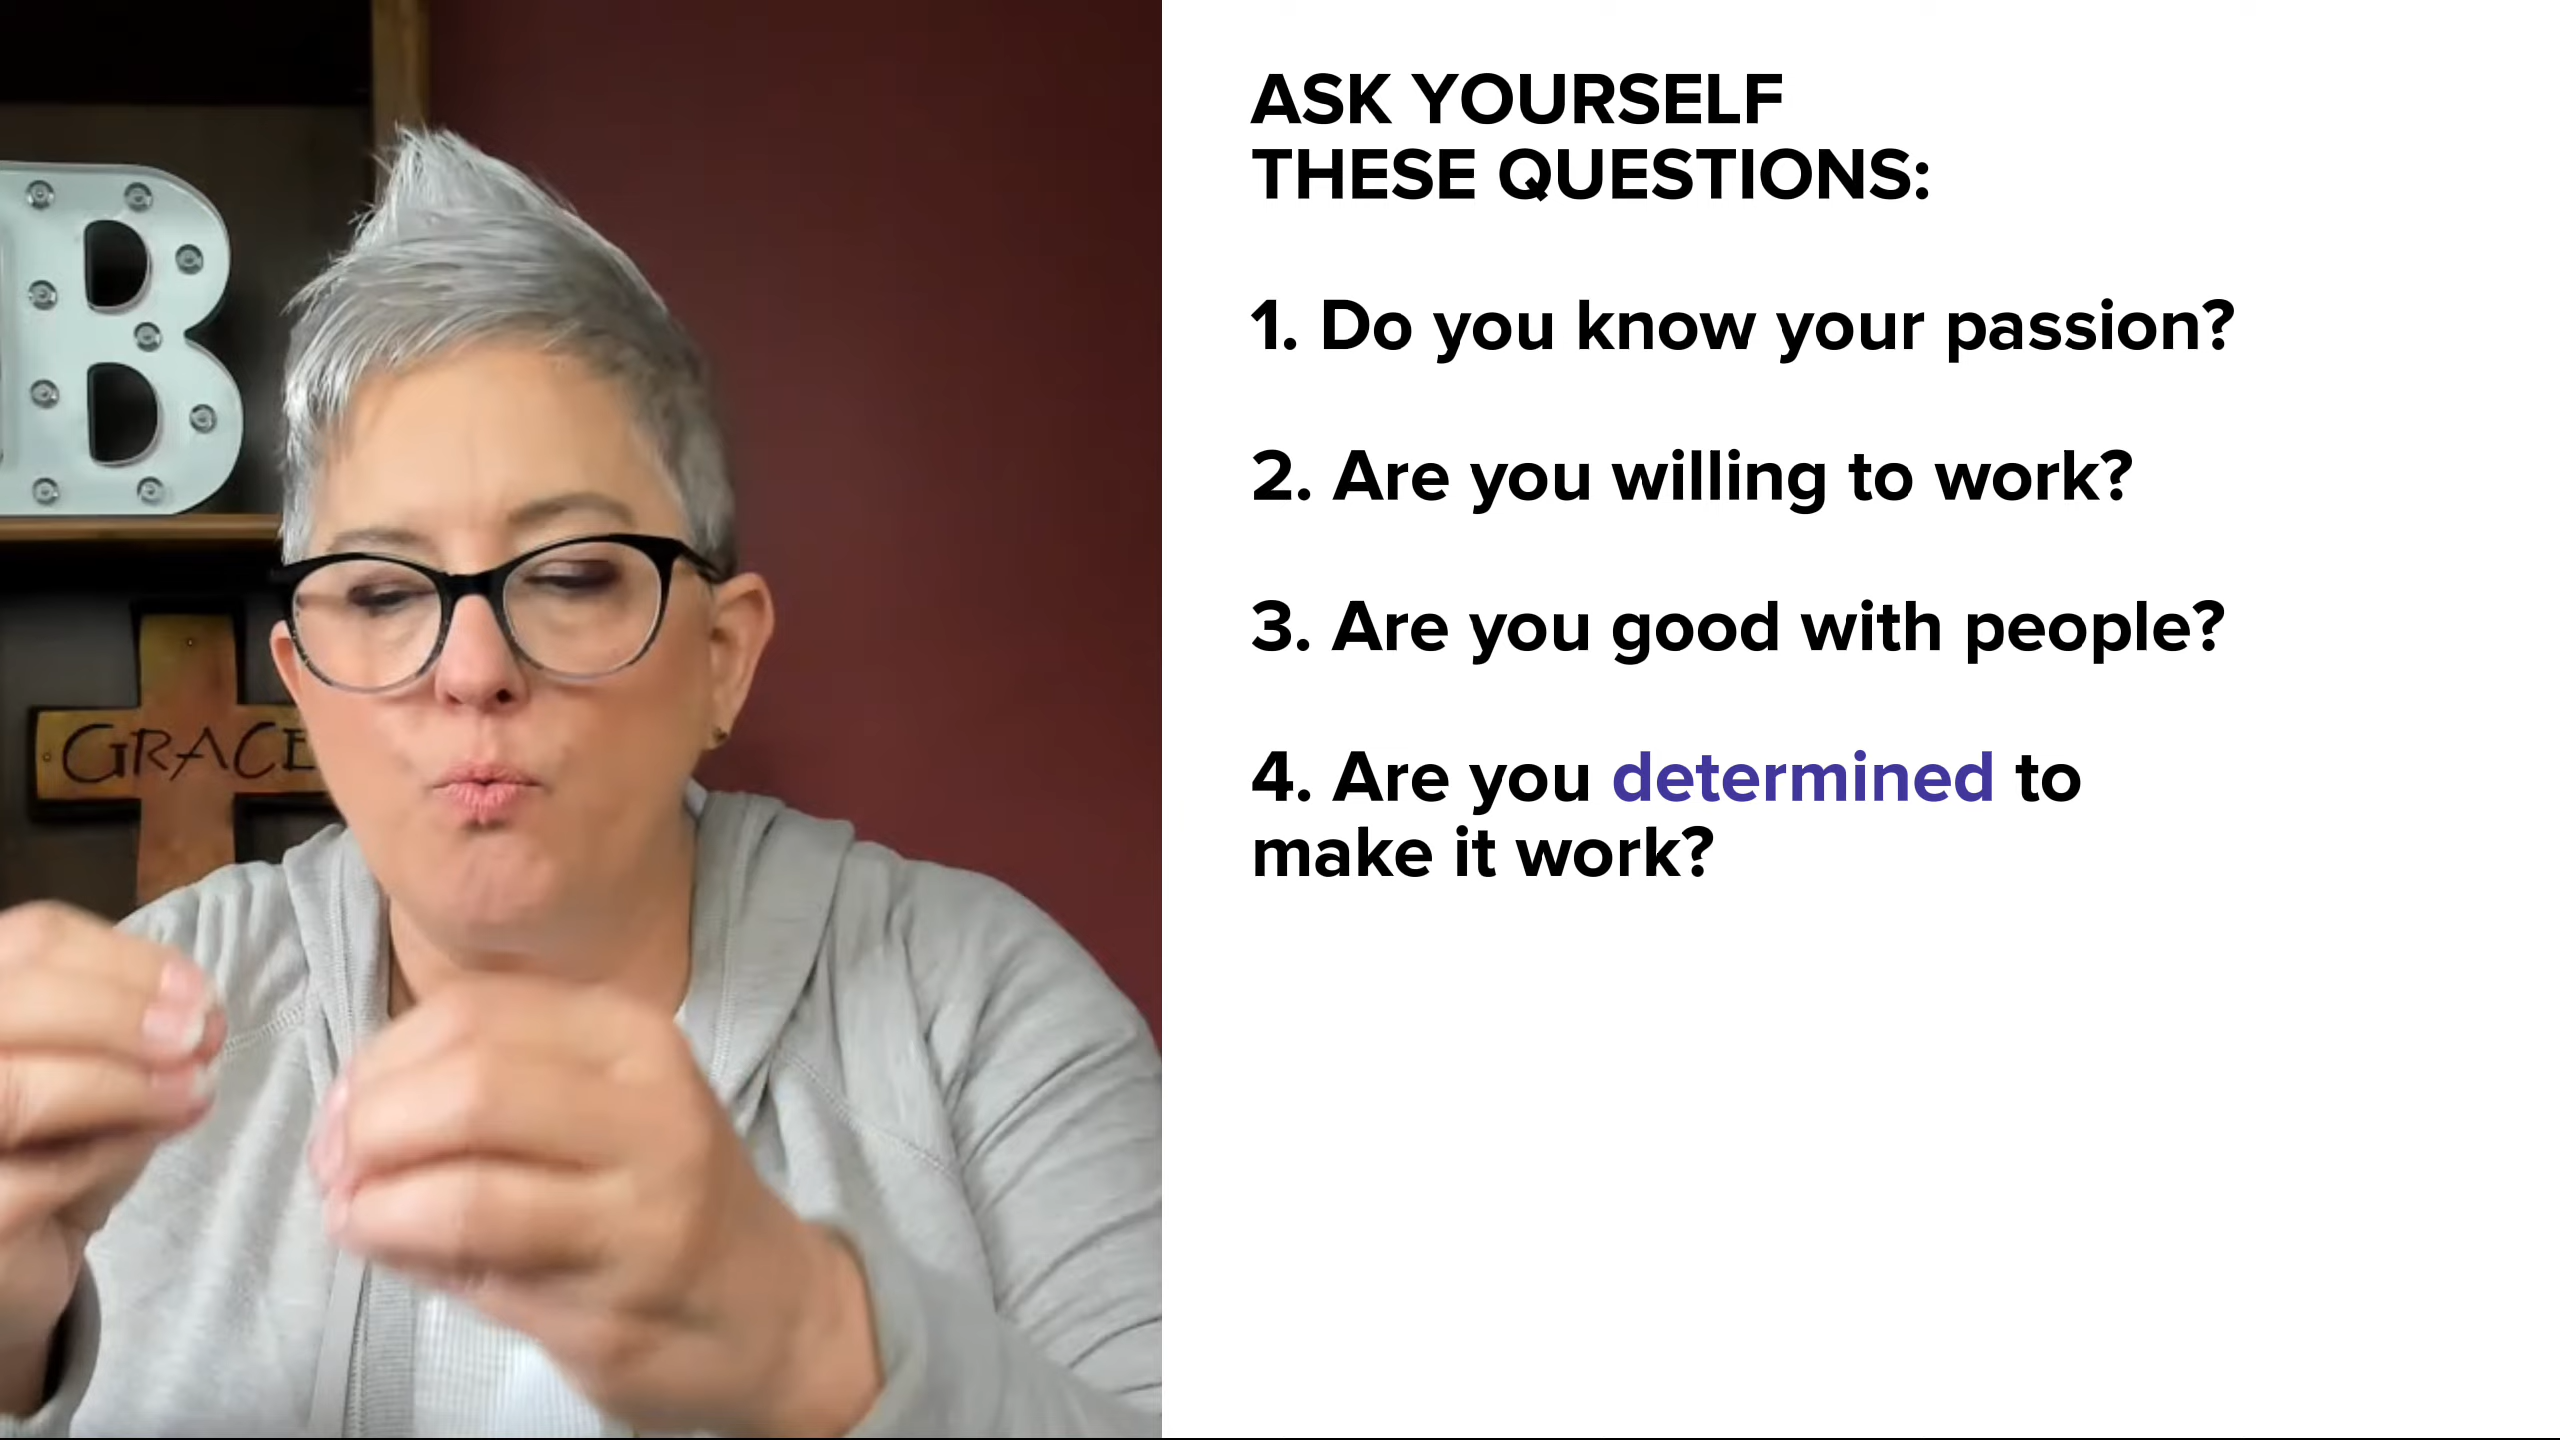 B
GRACE
ASK YOURSELF
THESE QUESTIONS:
1. Do you know your passion?
2. Are you willing to work?
3. Are you good with people?
4. Are you determined to
make it work?